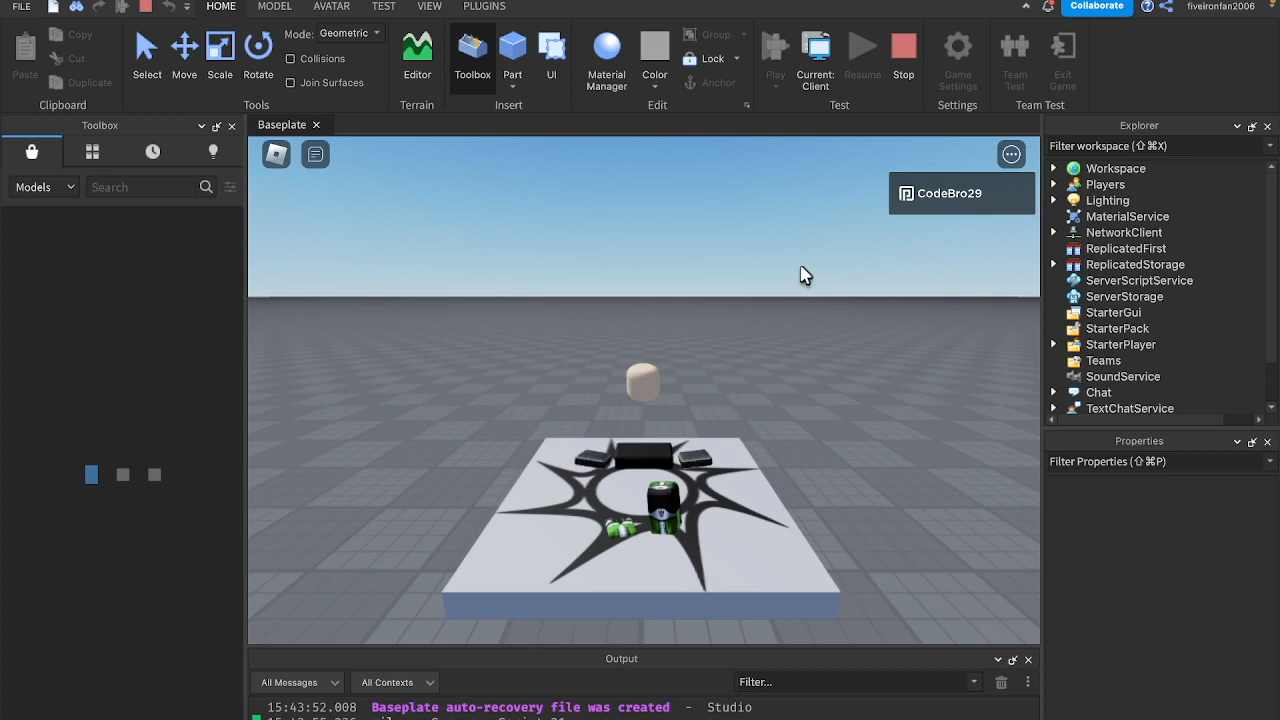 FILE HOME MODEL AVATAR TEST VIEW PLUGINS Collaborate fiveironfan2006
Paste Copy Cut Duplicate
Clipboard
Select Move Scale Rotate Mode: Geometric Collisions Join Surfaces
Tools
Editor
Terrain
Toolbox Part UI
Insert
Material Manager Color Group Lock Anchor
Edit
Play Current: Client Resume Stop
Test
Game Settings
Settings
Team Test Exit Game
Team Test
Toolbox
Models Search
Baseplate
CodeBro29
Explorer
Filter workspace (⇧⌘X)
Workspace
Players
Lighting
MaterialService
NetworkClient
ReplicatedFirst
ReplicatedStorage
ServerScriptService
ServerStorage
StarterGui
StarterPack
StarterPlayer
Teams
SoundService
Chat
TextChatService
Properties
Filter Properties (⇧⌘P)
Output
All Messages All Contexts Filter...
15:43:52.008 Baseplate auto-recovery file was created - Studio